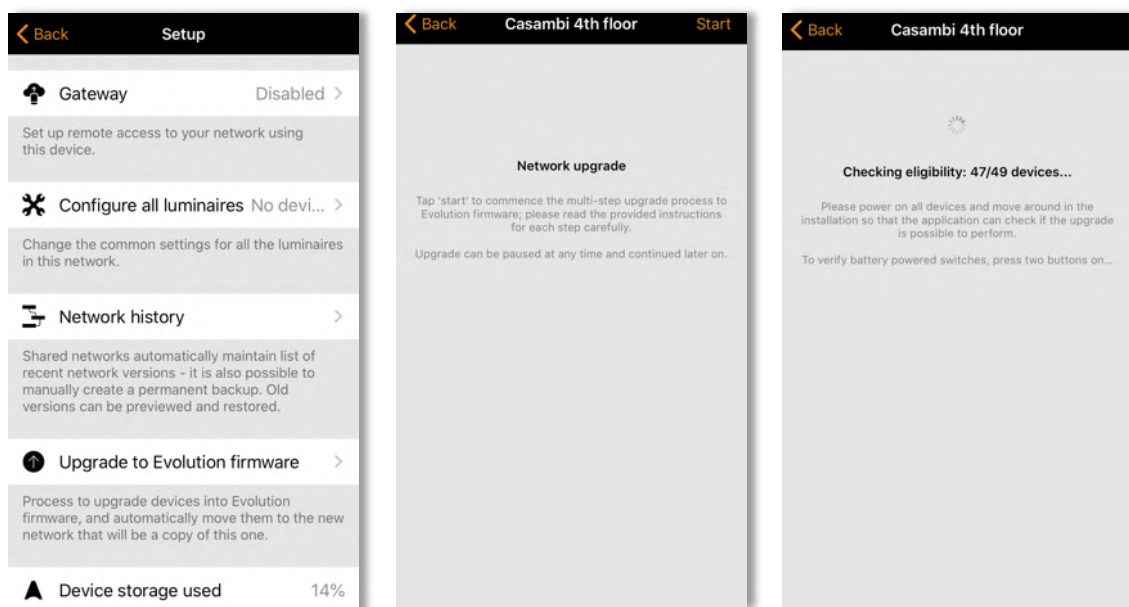 Back
Setup
Gateway
Disabled
Set up remote access to your network using
this device.
Configure all luminaires
No devi...
Change the common settings for all the luminaires
in this network.
Network history
Shared networks automatically maintain list of
recent network versions - it is also possible to
manually create a permanent backup. Old
versions can be previewed and restored.
Upgrade to Evolution firmware
Process to upgrade devices into Evolution
firmware, and automatically move them to the new
network that will be a copy of this one.
Device storage used
14%
Back
Casambi 4th floor
Start
Network upgrade
Tap 'start' to commence the multi-step upgrade process to
Evolution firmware; please read the provided instructions
for each step carefully.
Upgrade can be paused at any time and continued later on.
Back
Casambi 4th floor
Checking eligibility: 47/49 devices...
Please power on all devices and move around in the
installation so that the application can check if the upgrade
is possible to perform.
To verify battery powered switches, press two buttons on...